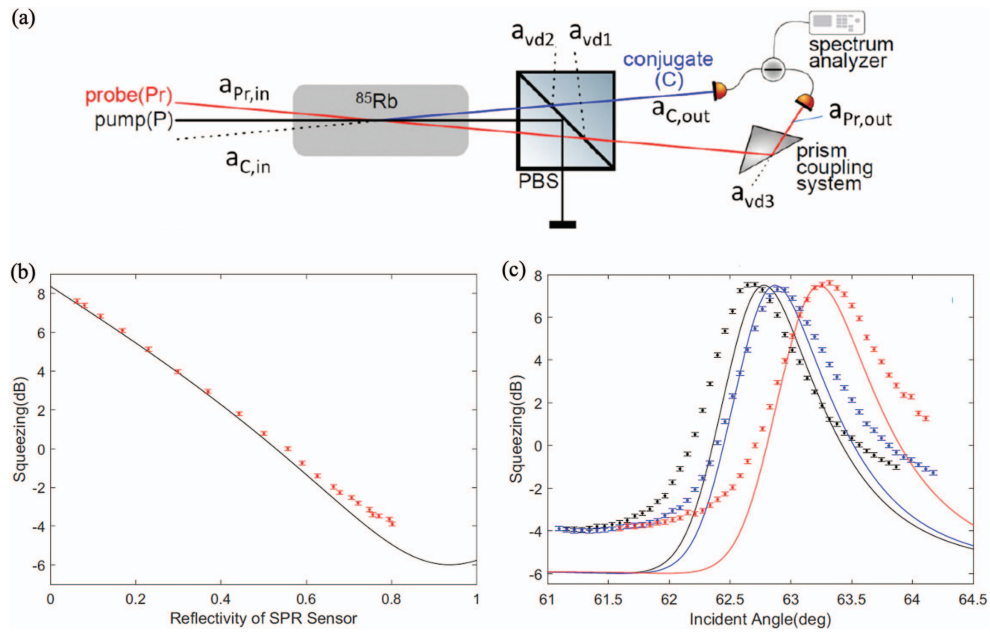 (a)
a_vd2
a_vd1
conjugate
(C)
spectrum
analyzer
probe(Pr)
a_Pr,in
85Rb
pump(P)
a_C,in
a_C,out
a_Pr,out
prism
coupling
system
PBS
a_vd3
(b)
(c)
8
6
4
2
0
-2
-4
-6
Squeezing(dB)
0
0.2
0.4
0.6
0.8
1
Reflectivity of SPR Sensor
8
6
4
2
0
-2
-4
-6
Squeezing(dB)
61
61.5
62
62.5
63
63.5
64
64.5
Incident Angle(deg)